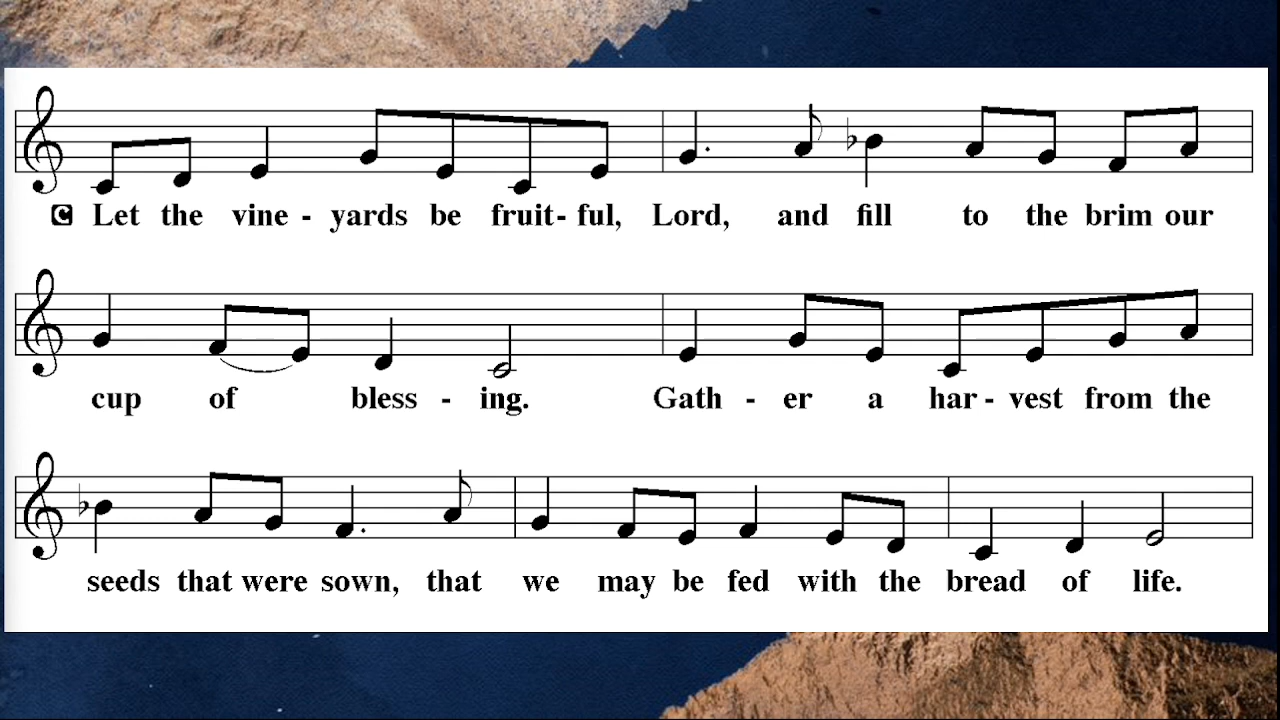 C Let the vine - yards be fruit - ful, Lord, and fill to the brim our
cup of bless - ing. Gath - er a har - vest from the
seeds that were sown, that we may be fed with the bread of life.